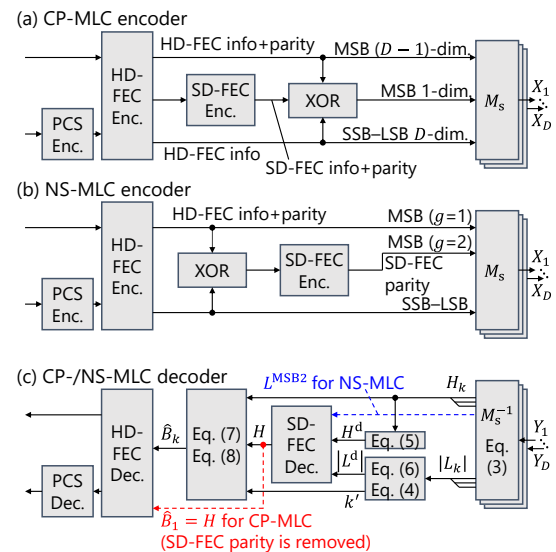 (a) CP-MLC encoder
HD-FEC info+parity
MSB (D − 1)-dim.
HD-
FEC
Enc.
SD-FEC
Enc.
XOR
MSB 1-dim.
M_s
X_1
X_D
PCS
Enc.
SSB–LSB D-dim.
HD-FEC info
SD-FEC info+parity
(b) NS-MLC encoder
HD-FEC info+parity
MSB (g=1)
MSB (g=2)
HD-
FEC
Enc.
XOR
SD-FEC
Enc.
SD-FEC
parity
M_s
X_1
X_D
PCS
Enc.
SSB–LSB
(c) CP-/NS-MLC decoder
L^MSB2 for NS-MLC
H_k
HD-
FEC
Dec.
B̂_k
Eq. (7)
Eq. (8)
H
SD-
FEC
Dec.
H^d
Eq. (5)
|L^d|
Eq. (6)
Eq. (4)
|L_k|
k′
M_s^−1
Eq.
(3)
Y_1
Y_D
PCS
Dec.
B̂_1 = H for CP-MLC
(SD-FEC parity is removed)